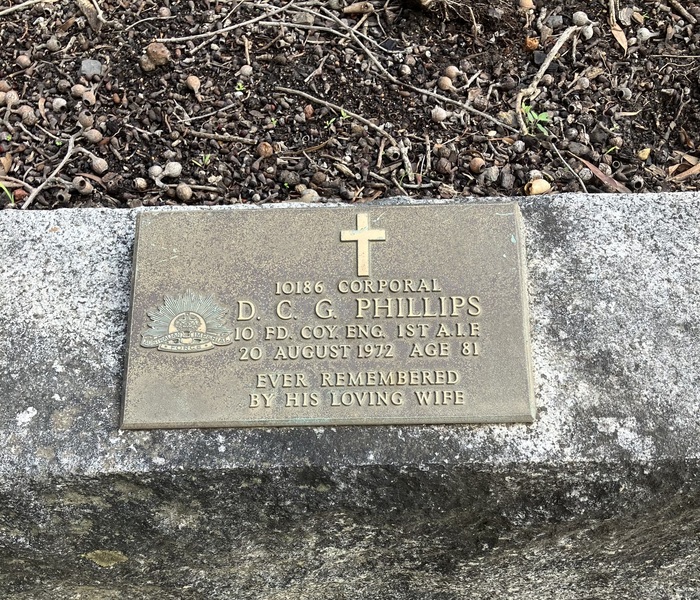 10186 CORPORAL
D. C. G. PHILLIPS
10 FD. COY. ENG. 1ST A.I.F.
20 AUGUST 1972 AGE 81
EVER REMEMBERED
BY HIS LOVING WIFE